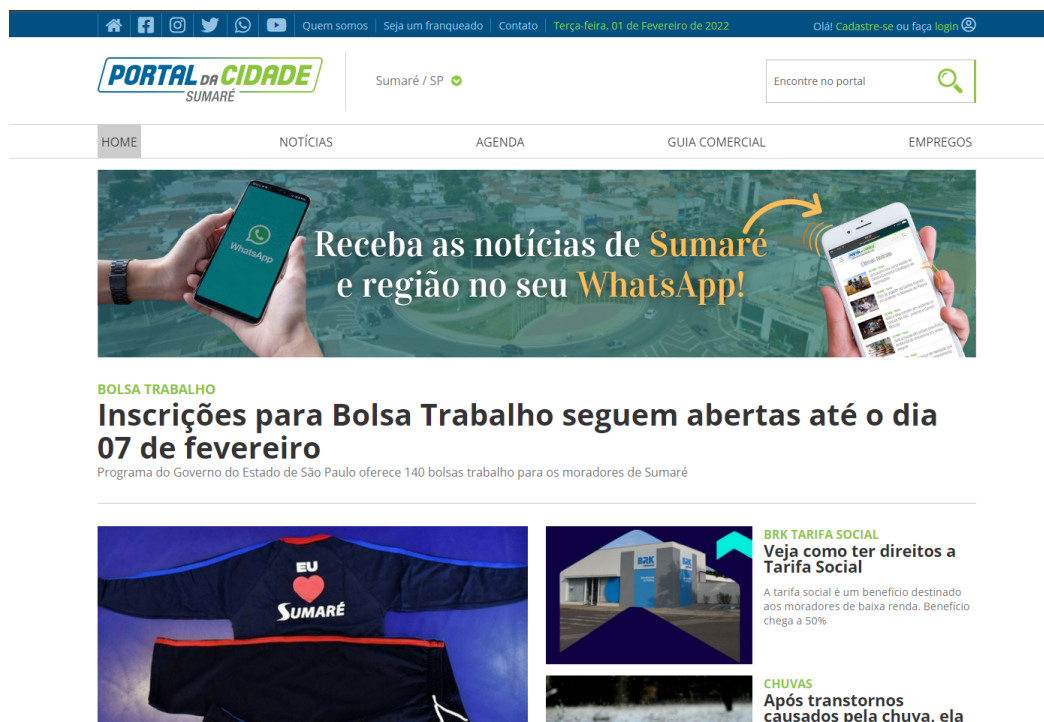 Quem somos | Seja um franqueado | Contato | Terça-feira, 01 de Fevereiro de 2022
Olá! Cadastre-se ou faça login
PORTAL DA CIDADE
SUMARÉ
Sumaré / SP
Encontre no portal
HOME
NOTÍCIAS
AGENDA
GUIA COMERCIAL
EMPREGOS
WhatsApp
Receba as notícias de Sumaré
e região no seu WhatsApp!
Últimas Notícias
BOLSA TRABALHO
Inscrições para Bolsa Trabalho seguem abertas até o dia
07 de fevereiro
Programa do Governo do Estado de São Paulo oferece 140 bolsas trabalho para os moradores de Sumaré
EU
SUMARÉ
BRK
BRK
BRK TARIFA SOCIAL
Veja como ter direitos a
Tarifa Social
A tarifa social é um benefício destinado
aos moradores de baixa renda. Benefício
chega a 50%
CHUVAS
Após transtornos
causados pela chuva, ela